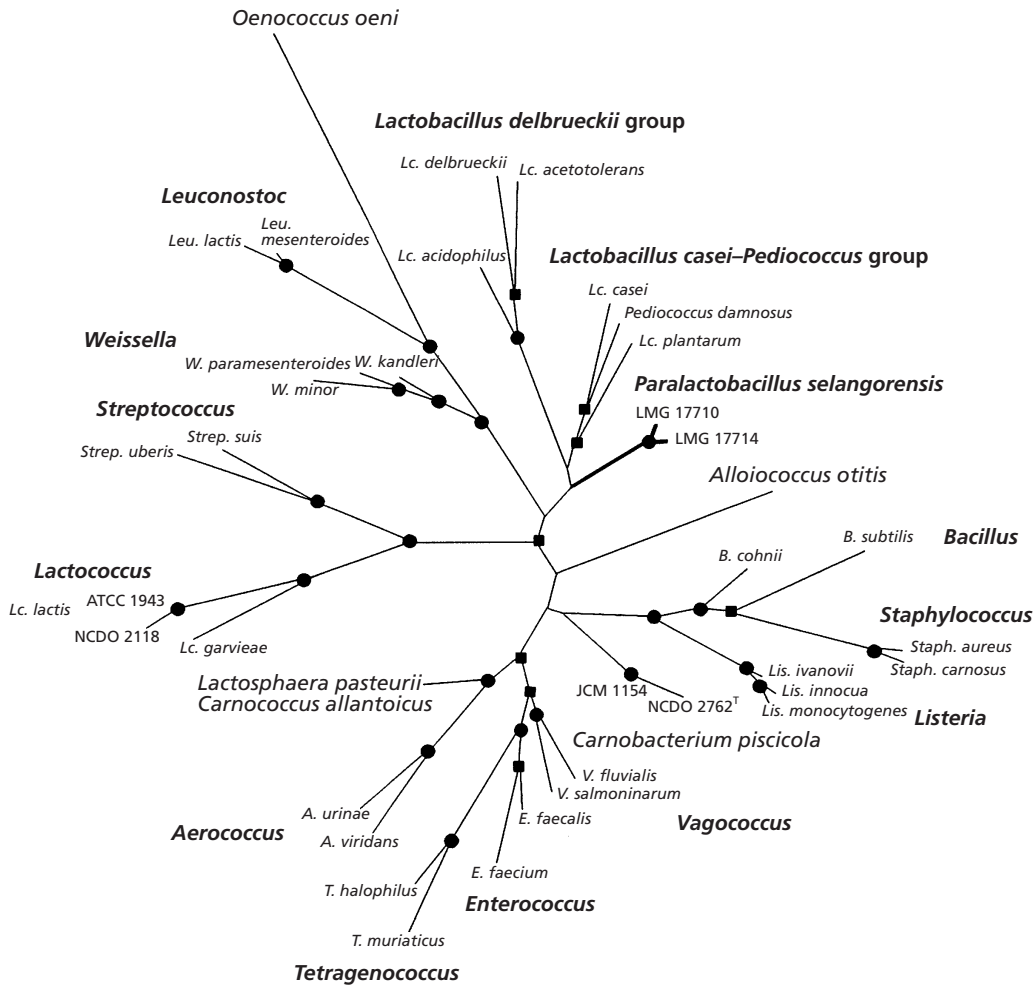 Oenococcus oeni
Lactobacillus delbrueckii group
Lc. delbrueckii
Lc. acetotolerans
Leuconostoc
Leu.
mesenteroides
Leu. lactis
Lc. acidophilus
Lactobacillus casei–Pediococcus group
Lc. casei
Pediococcus damnosus
Lc. plantarum
Weissella
W. paramesenteroides
W. kandleri
W. minor
Paralactobacillus selangorensis
LMG 17710
LMG 17714
Streptococcus
Strep. suis
Strep. uberis
Alloiococcus otitis
Bacillus
B. subtilis
B. cohnii
Lactococcus
ATCC 1943
Lc. lactis
NCDO 2118
Lc. garvieae
Staphylococcus
Staph. aureus
Staph. carnosus
Lis. ivanovii
Lis. innocua
Lis. monocytogenes
Listeria
Lactosphaera pasteurii
Carnococcus allantoicus
JCM 1154
NCDO 2762ᵀ
Carnobacterium piscicola
V. fluvialis
V. salmoninarum
Vagococcus
A. urinae
A. viridans
Aerococcus
E. faecalis
E. faecium
Enterococcus
T. halophilus
T. muriaticus
Tetragenococcus